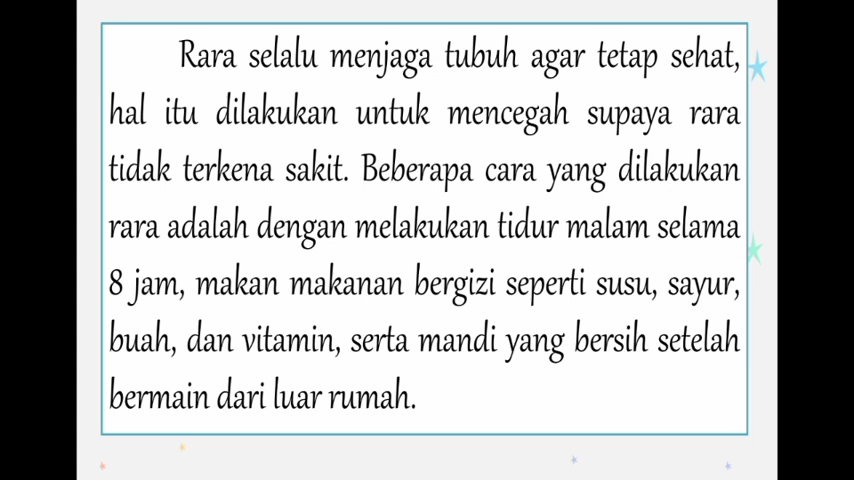 Rara selalu menjaga tubuh agar tetap sehat,
hal itu dilakukan untuk mencegah supaya rara
tidak terkena sakit. Beberapa cara yang dilakukan
rara adalah dengan melakukan tidur malam selama
8 jam, makan makanan bergizi seperti susu, sayur,
buah, dan vitamin, serta mandi yang bersih setelah
bermain dari luar rumah.